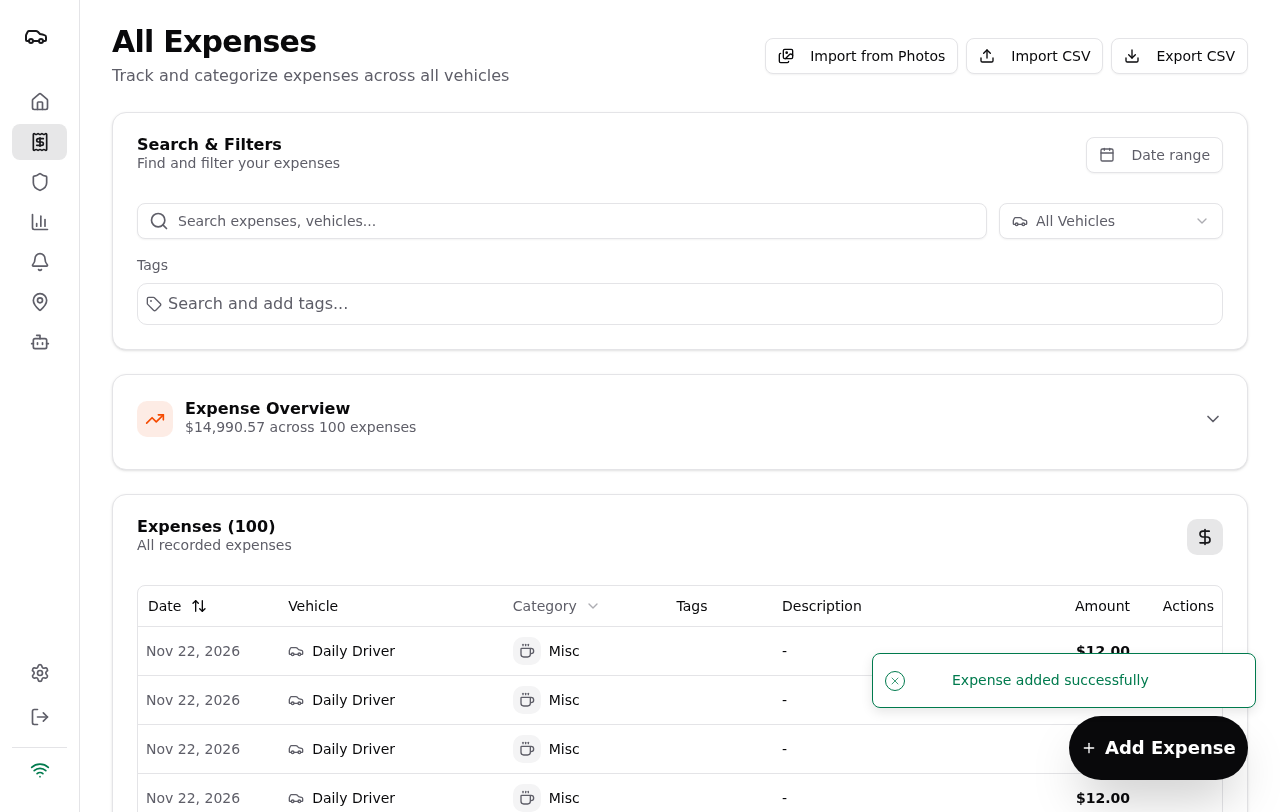 All Expenses
Track and categorize expenses across all vehicles
Import from Photos
Import CSV
Export CSV
Search & Filters
Find and filter your expenses
Date range
Search expenses, vehicles...
All Vehicles
Tags
Search and add tags...
Expense Overview
$14,990.57 across 100 expenses
Expenses (100)
All recorded expenses
Date Vehicle Category Tags Description Amount Actions
Nov 22, 2026 Daily Driver Misc - $12.00
Nov 22, 2026 Daily Driver Misc -
Expense added successfully
Nov 22, 2026 Daily Driver Misc -
+ Add Expense
Nov 22, 2026 Daily Driver Misc - $12.00